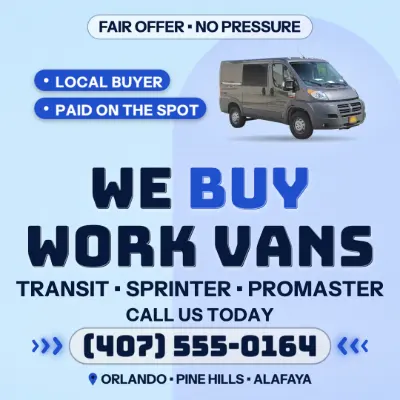 FAIR OFFER • NO PRESSURE
• LOCAL BUYER
• PAID ON THE SPOT
WE BUY
WORK VANS
TRANSIT • SPRINTER • PROMASTER
CALL US TODAY
(407) 555-0164
ORLANDO • PINE HILLS • ALAFAYA